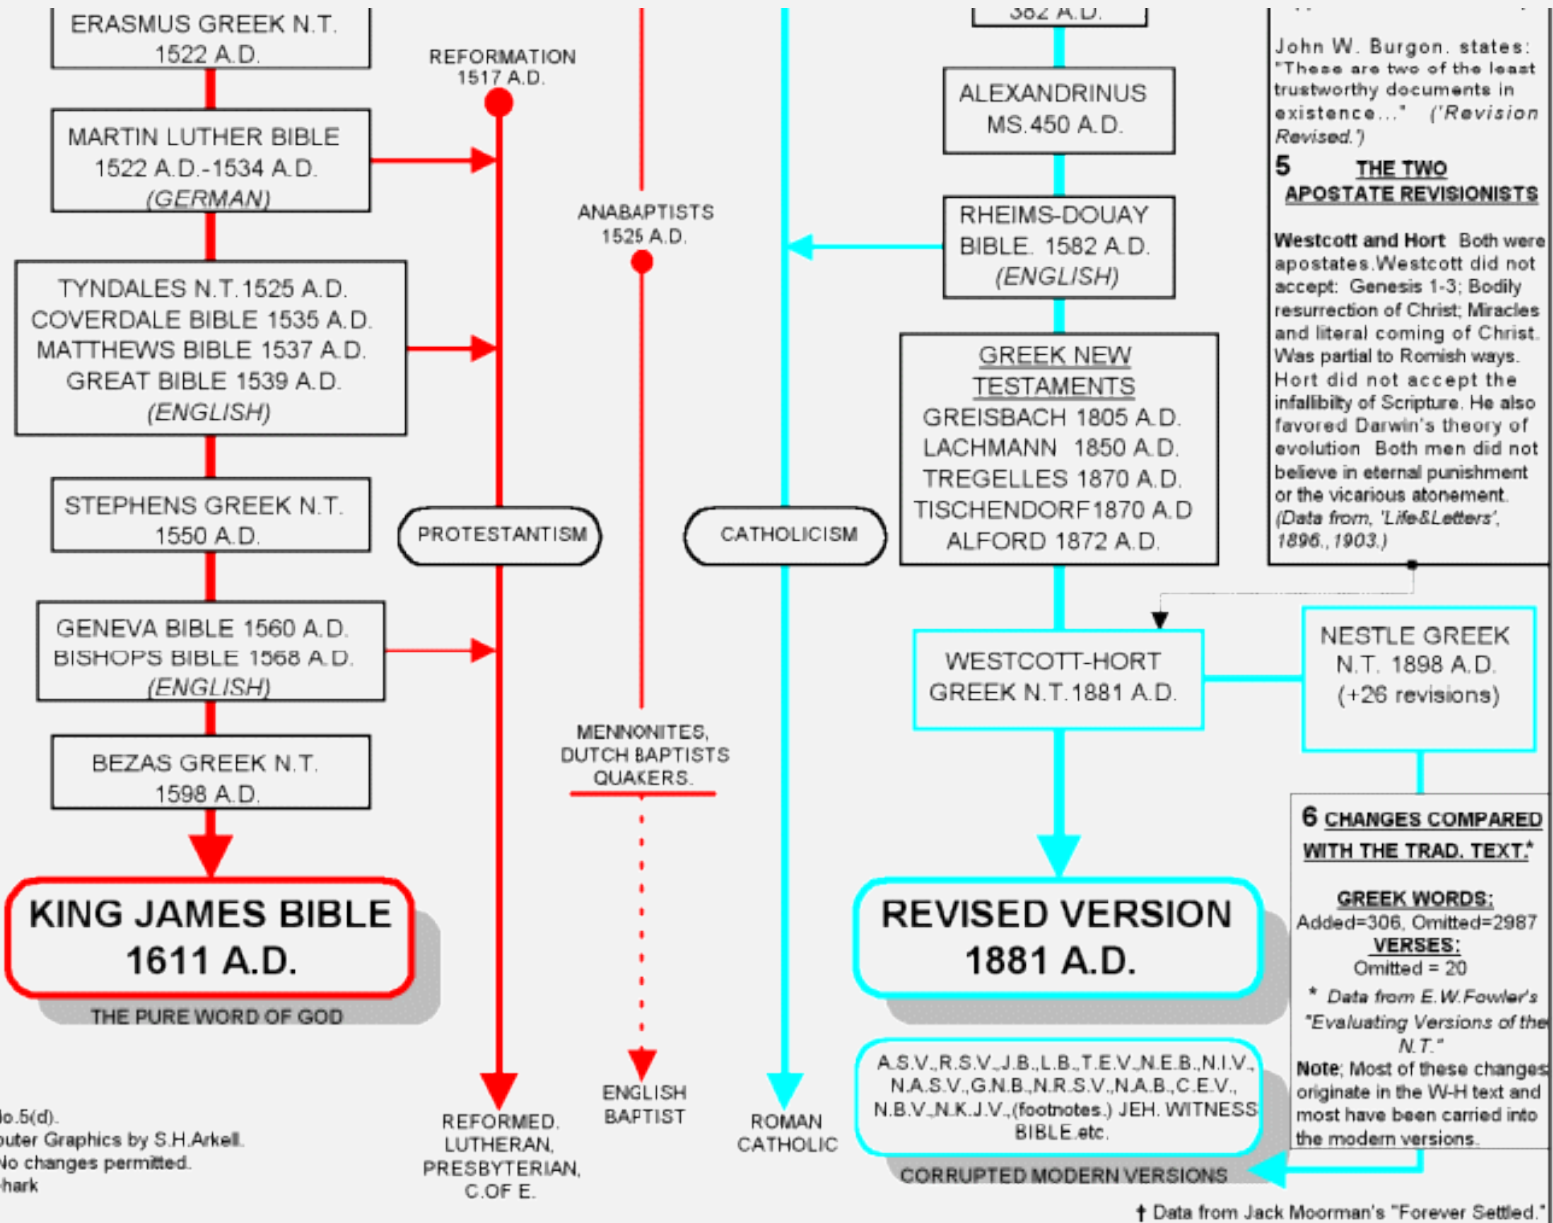 ERASMUS GREEK N.T.
1522 A.D.
MARTIN LUTHER BIBLE
1522 A.D.-1534 A.D.
(GERMAN)
TYNDALES N.T.1525 A.D.
COVERDALE BIBLE 1535 A.D.
MATTHEWS BIBLE 1537 A.D.
GREAT BIBLE 1539 A.D.
(ENGLISH)
STEPHENS GREEK N.T.
1550 A.D.
GENEVA BIBLE 1560 A.D.
BISHOPS BIBLE 1568 A.D.
(ENGLISH)
BEZAS GREEK N.T.
1598 A.D.
KING JAMES BIBLE
1611 A.D.
THE PURE WORD OF GOD
No.5(d).
outer Graphics by S.H.Arkell.
No changes permitted.
hark
REFORMATION
1517 A.D.
PROTESTANTISM
REFORMED.
LUTHERAN,
PRESBYTERIAN,
C.OF E.
ANABAPTISTS
1525 A.D.
MENNONITES,
DUTCH BAPTISTS
QUAKERS.
ENGLISH
BAPTIST
CATHOLICISM
ROMAN
CATHOLIC
382 A.D.
ALEXANDRINUS
MS.450 A.D.
RHEIMS-DOUAY
BIBLE. 1582 A.D.
(ENGLISH)
GREEK NEW
TESTAMENTS
GREISBACH 1805 A.D.
LACHMANN 1850 A.D.
TREGELLES 1870 A.D.
TISCHENDORF1870 A.D
ALFORD 1872 A.D.
WESTCOTT-HORT
GREEK N.T.1881 A.D.
REVISED VERSION
1881 A.D.
A.S.V.,R.S.V.,J.B.,L.B.,T.E.V.,N.E.B.,N.I.V.,
N.A.S.V.,G.N.B.,N.R.S.V.,N.A.B.,C.E.V.,
N.B.V.,N.K.J.V.,(footnotes.) JEH. WITNESS
BIBLE.etc.
CORRUPTED MODERN VERSIONS
John W. Burgon. states:
"These are two of the least
trustworthy documents in
existence..." ('Revision
Revised.')
5 THE TWO
APOSTATE REVISIONISTS
Westcott and Hort Both were
apostates.Westcott did not
accept: Genesis 1-3; Bodily
resurrection of Christ; Miracles
and literal coming of Christ.
Was partial to Romish ways.
Hort did not accept the
infallibilty of Scripture. He also
favored Darwin's theory of
evolution Both men did not
believe in eternal punishment
or the vicarious atonement.
(Data from, 'Life&Letters',
1896.,1903.)
NESTLE GREEK
N.T. 1898 A.D.
(+26 revisions)
6 CHANGES COMPARED
WITH THE TRAD. TEXT.*
GREEK WORDS:
Added=306, Omitted=2987
VERSES:
Omitted = 20
* Data from E.W.Fowler's
"Evaluating Versions of the
N.T."
Note; Most of these changes
originate in the W-H text and
most have been carried into
the modern versions.
† Data from Jack Moorman's "Forever Settled."